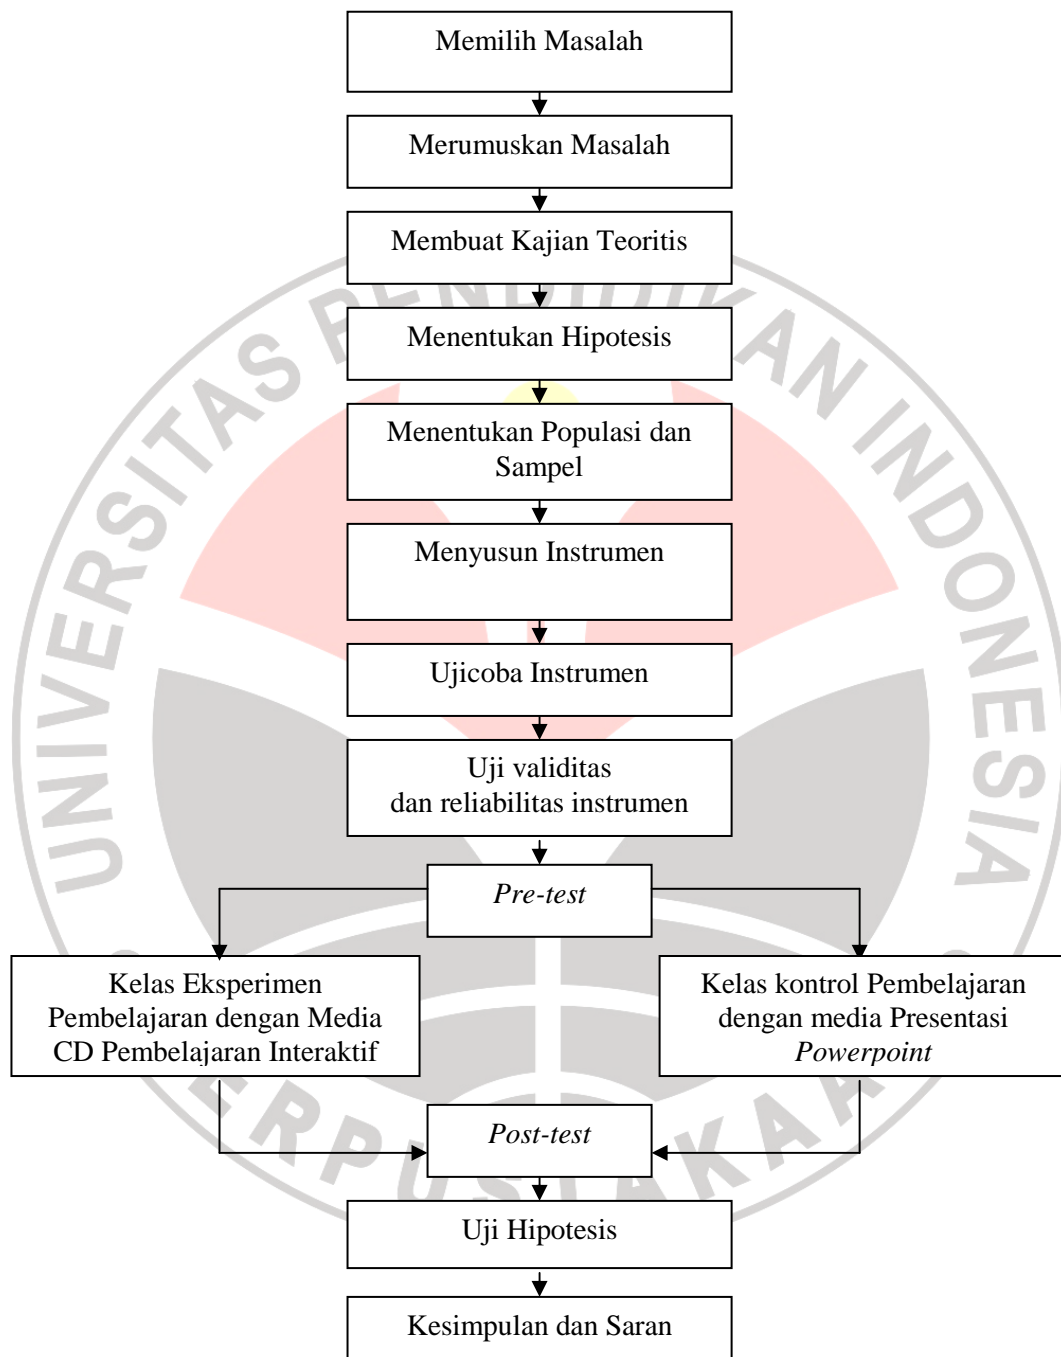 Memilih Masalah
Merumuskan Masalah
Membuat Kajian Teoritis
Menentukan Hipotesis
Menentukan Populasi dan
Sampel
Menyusun Instrumen
Ujicoba Instrumen
Uji validitas
dan reliabilitas instrumen
Pre-test
Kelas Eksperimen
Pembelajaran dengan Media
CD Pembelajaran Interaktif
Kelas kontrol Pembelajaran
dengan media Presentasi
Powerpoint
Post-test
Uji Hipotesis
Kesimpulan dan Saran
UNIVERSITAS PENDIDIKAN INDONESIA